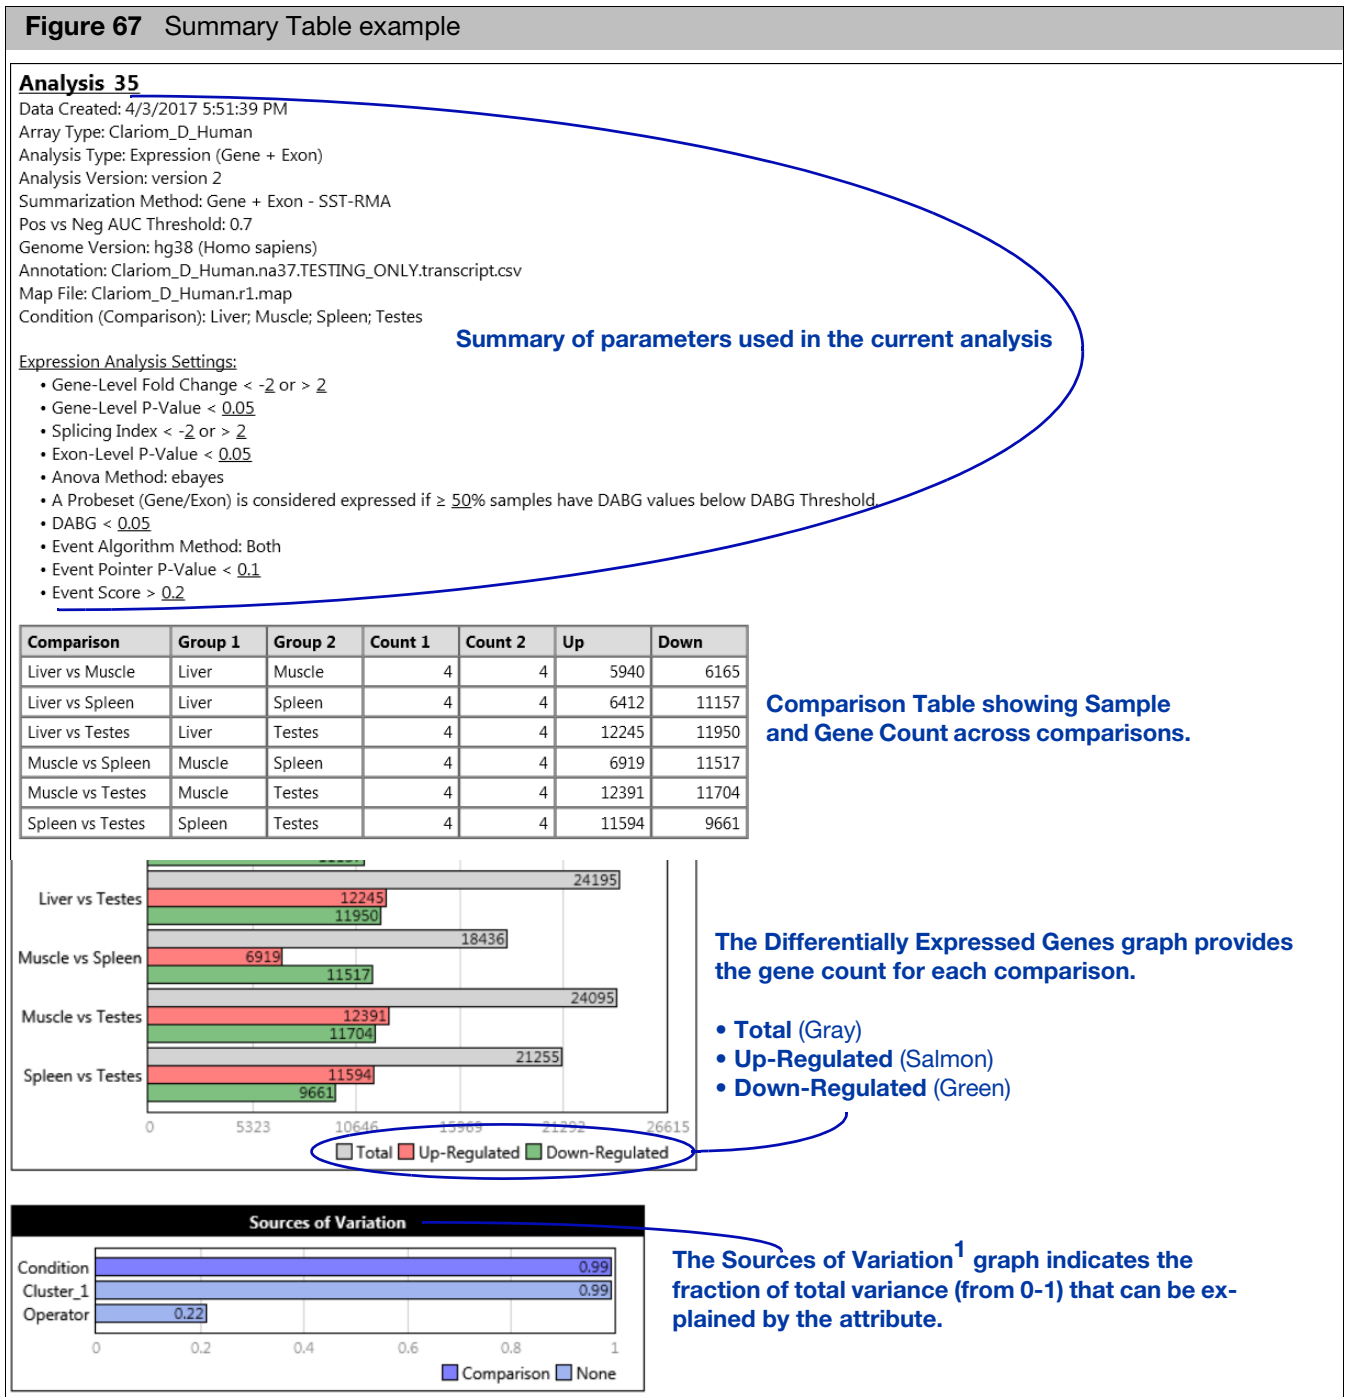 Figure 67 Summary Table example
Analysis_35
Data Created: 4/3/2017 5:51:39 PM
Array Type: Clariom_D_Human
Analysis Type: Expression (Gene + Exon)
Analysis Version: version 2
Summarization Method: Gene + Exon - SST-RMA
Pos vs Neg AUC Threshold: 0.7
Genome Version: hg38 (Homo sapiens)
Annotation: Clariom_D_Human.na37.TESTING_ONLY.transcript.csv
Map File: Clariom_D_Human.r1.map
Condition (Comparison): Liver; Muscle; Spleen; Testes
Summary of parameters used in the current analysis
Expression Analysis Settings:
• Gene-Level Fold Change < -2 or > 2
• Gene-Level P-Value < 0.05
• Splicing Index < -2 or > 2
• Exon-Level P-Value < 0.05
• Anova Method: ebayes
• A Probeset (Gene/Exon) is considered expressed if ≥ 50% samples have DABG values below DABG Threshold.
• DABG < 0.05
• Event Algorithm Method: Both
• Event Pointer P-Value < 0.1
• Event Score > 0.2
Comparison Group 1 Group 2 Count 1 Count 2 Up Down
Liver vs Muscle Liver Muscle 4 4 5940 6165
Liver vs Spleen Liver Spleen 4 4 6412 11157
Liver vs Testes Liver Testes 4 4 12245 11950
Muscle vs Spleen Muscle Spleen 4 4 6919 11517
Muscle vs Testes Muscle Testes 4 4 12391 11704
Spleen vs Testes Spleen Testes 4 4 11594 9661
Comparison Table showing Sample
and Gene Count across comparisons.
24195
Liver vs Testes 12245
11950
18436
Muscle vs Spleen 6919
11517
24095
Muscle vs Testes 12391
11704
21255
Spleen vs Testes 11594
9661
0 5323 10646 15969 21292 26615
Total Up-Regulated Down-Regulated
The Differentially Expressed Genes graph provides
the gene count for each comparison.
• Total (Gray)
• Up-Regulated (Salmon)
• Down-Regulated (Green)
Sources of Variation
Condition 0.99
Cluster_1 0.99
Operator 0.22
0 0.2 0.4 0.6 0.8 1
Comparison None
The Sources of Variation1 graph indicates the
fraction of total variance (from 0-1) that can be ex-
plained by the attribute.